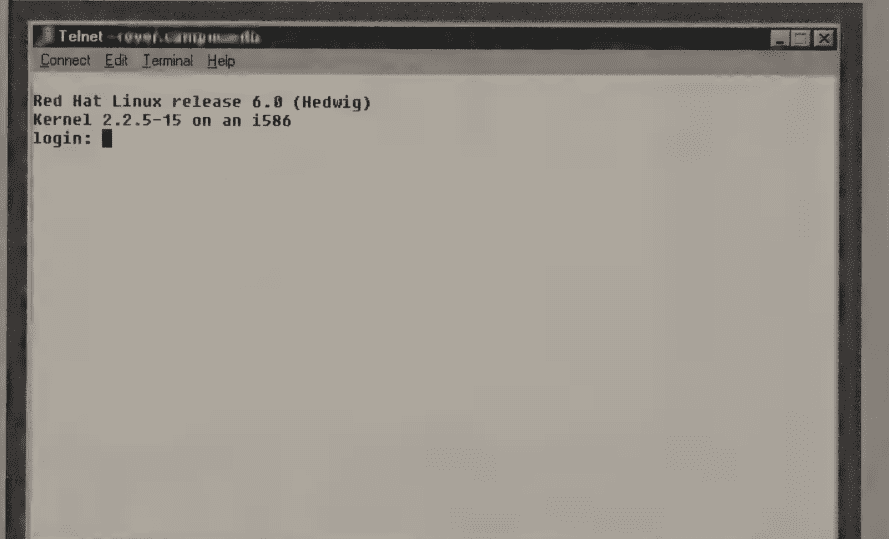 Telnet -
Connect Edit Terminal Help
Red Hat Linux release 6.0 (Hedwig)
Kernel 2.2.5-15 on an i586
login: